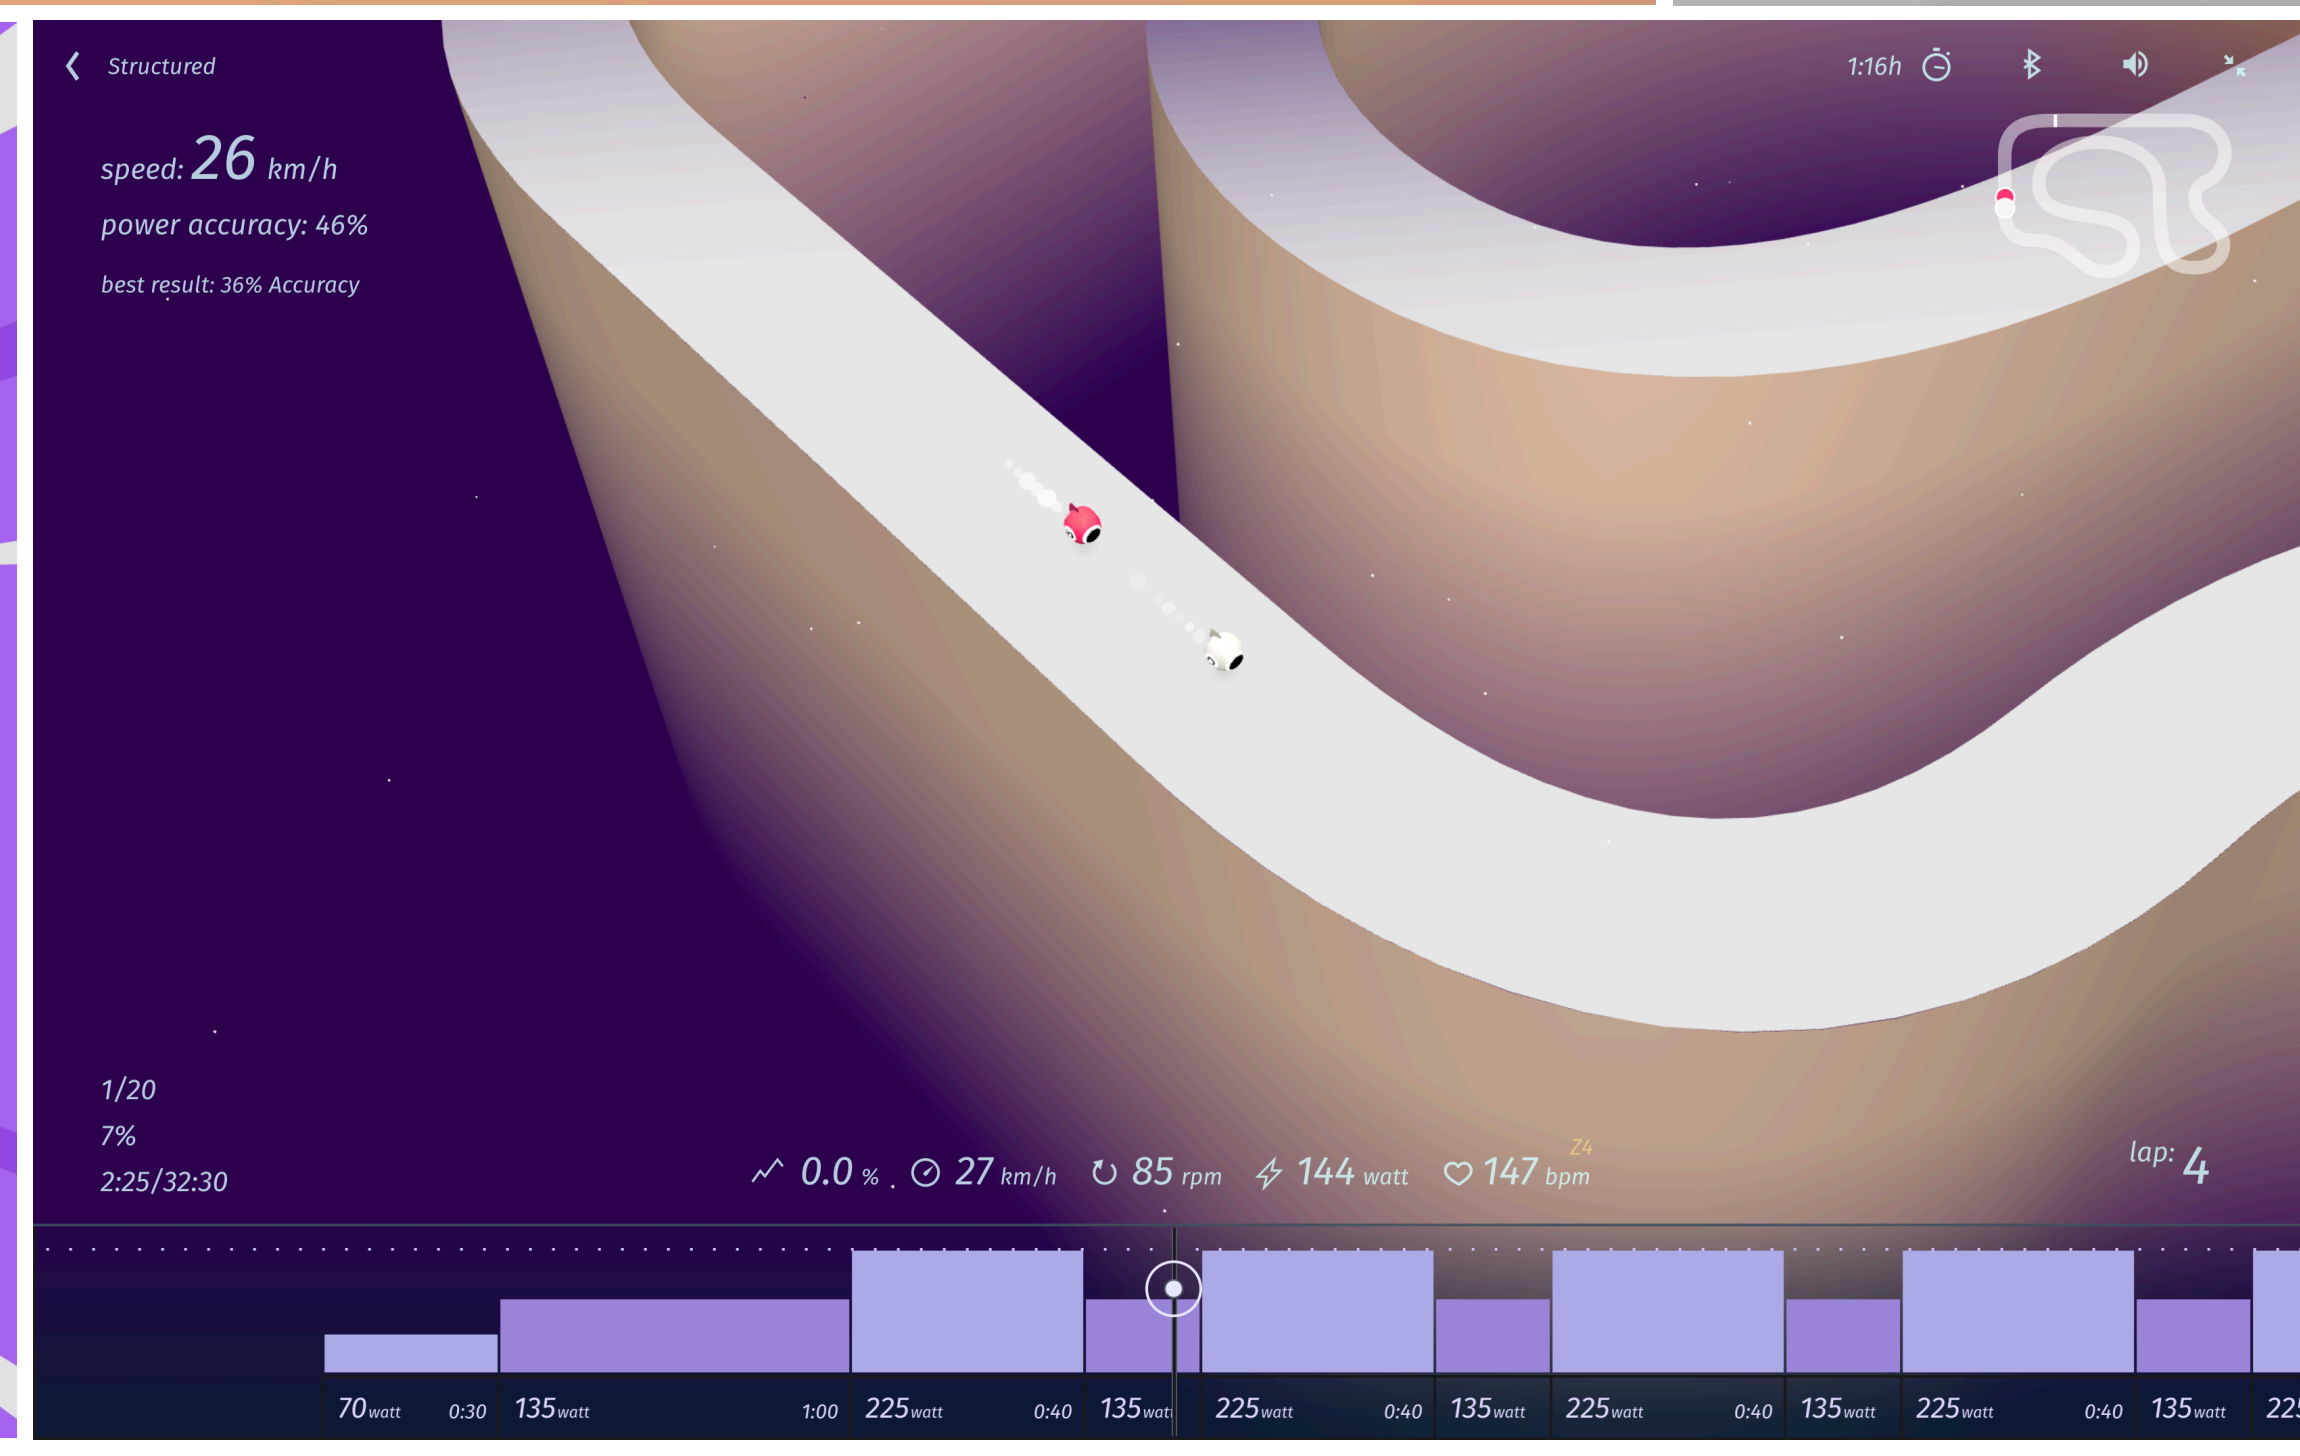 Structured
1:16h
speed: 26 km/h
power accuracy: 46%
best result: 36% Accuracy
1/20
7%
2:25/32:30
0.0 %
27 km/h
85 rpm
144 watt
147 bpm
Z4
lap: 4
70 watt 0:30
135 watt 1:00
225 watt 0:40
135 watt
225 watt 0:40
135 watt
225 watt 0:40
135 watt
225 watt 0:40
135 watt